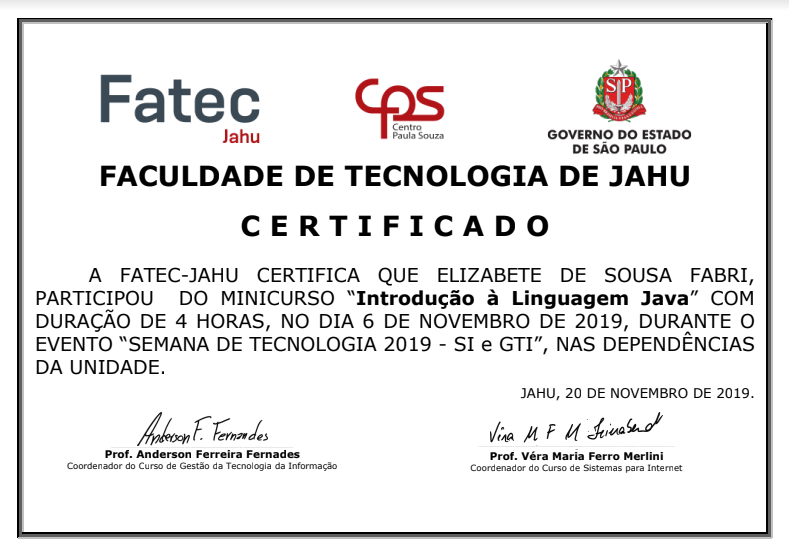 Fatec
Jahu
CPS
Centro
Paula Souza
SP
GOVERNO DO ESTADO
DE SÃO PAULO
FACULDADE DE TECNOLOGIA DE JAHU
CERTIFICADO
A FATEC-JAHU CERTIFICA QUE ELIZABETE DE SOUSA FABRI,
PARTICIPOU DO MINICURSO “Introdução à Linguagem Java” COM
DURAÇÃO DE 4 HORAS, NO DIA 6 DE NOVEMBRO DE 2019, DURANTE O
EVENTO “SEMANA DE TECNOLOGIA 2019 - SI e GTI”, NAS DEPENDÊNCIAS
DA UNIDADE.
JAHU, 20 DE NOVEMBRO DE 2019.
Anderson F. Fernandes
Prof. Anderson Ferreira Fernades
Coordenador do Curso de Gestão da Tecnologia da Informação
M F M
Prof. Véra Maria Ferro Merlini
Coordenador do Curso de Sistemas para Internet